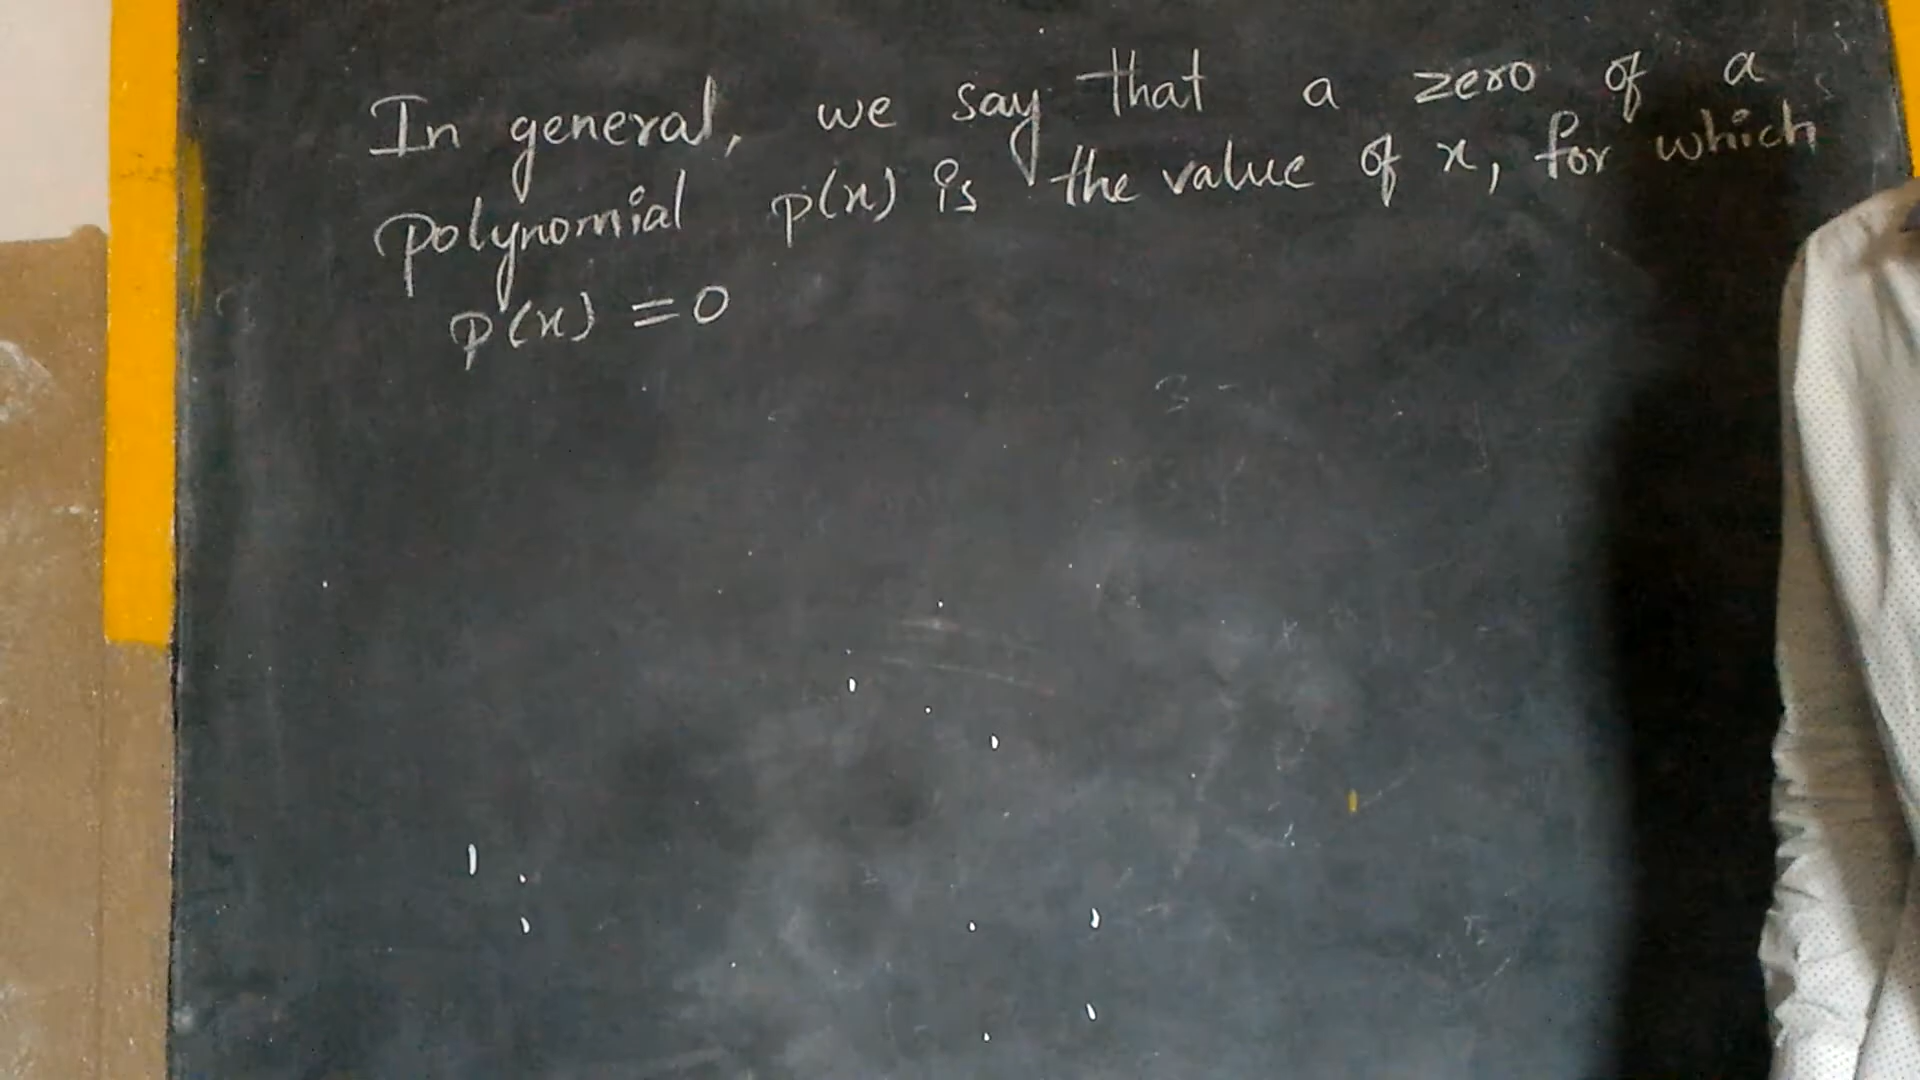 In general, we say that a zero of a
polynomial p(x) is the value of x, for which
p(x) = 0